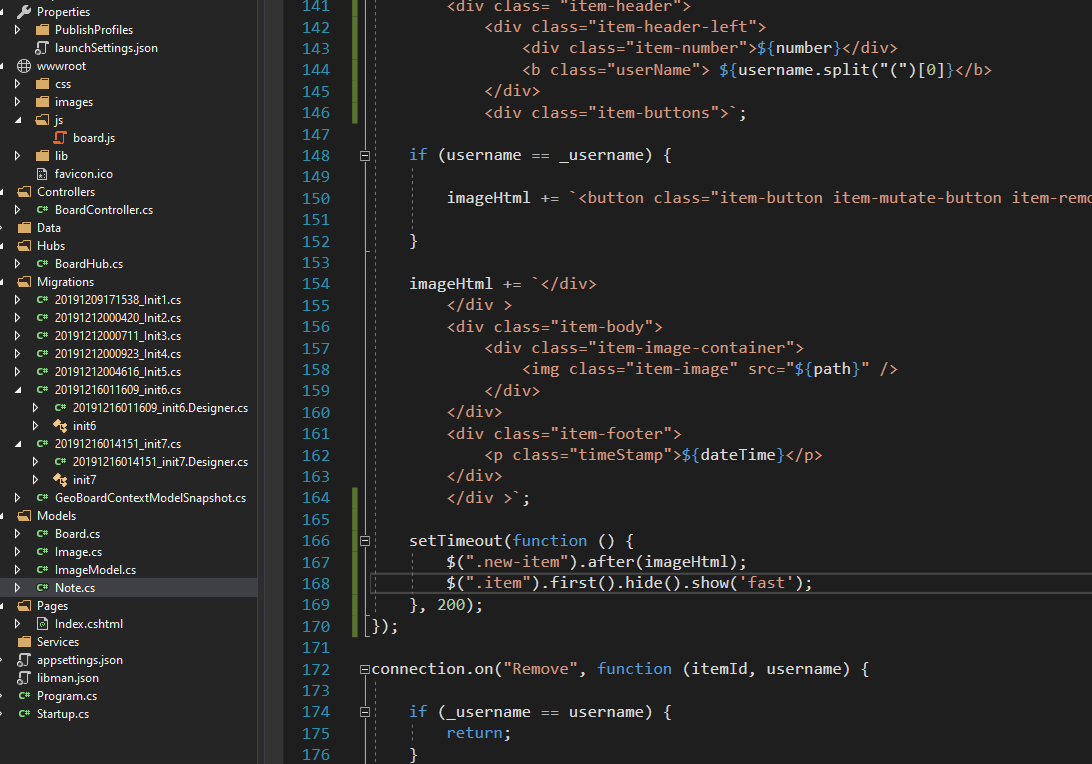 Properties
PublishProfiles
launchSettings.json
wwwroot
css
images
js
board.js
lib
favicon.ico
Controllers
C# BoardController.cs
Data
Hubs
C# BoardHub.cs
Migrations
C# 20191209171538_Init1.cs
C# 20191212000420_Init2.cs
C# 20191212000711_Init3.cs
C# 20191212000923_Init4.cs
C# 20191212004616_Init5.cs
C# 20191216011609_init6.cs
C# 20191216011609_init6.Designer.cs
init6
C# 20191216014151_init7.cs
C# 20191216014151_init7.Designer.cs
init7
C# GeoBoardContextModelSnapshot.cs
Models
C# Board.cs
C# Image.cs
C# ImageModel.cs
C# Note.cs
Pages
Index.cshtml
Services
appsettings.json
libman.json
C# Program.cs
C# Startup.cs
141 <div class= "item-header">
142 <div class="item-header-left">
143 <div class="item-number">${number}</div>
144 <b class="userName"> ${username.split("(")[0]}</b>
145 </div>
146 <div class="item-buttons">`;
147
148 if (username == _username) {
149
150 imageHtml += `<button class="item-button item-mutate-button item-remo
151
152 }
153
154 imageHtml += `</div>
155 </div >
156 <div class="item-body">
157 <div class="item-image-container">
158 <img class="item-image" src="${path}" />
159 </div>
160 </div>
161 <div class="item-footer">
162 <p class="timeStamp">${dateTime}</p>
163 </div>
164 </div >`;
165
166 setTimeout(function () {
167 $(".new-item").after(imageHtml);
168 $(".item").first().hide().show('fast');
169 }, 200);
170 });
171
172 connection.on("Remove", function (itemId, username) {
173
174 if (_username == username) {
175 return;
176 }